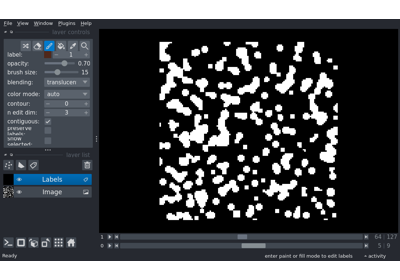 File View Window Plugins Help
layer controls
label: 1
opacity: 0.70
brush size: 15
blending: translucen
color mode: auto
contour: 0
n edit dim: 3
contiguous:
preserve
labels:
show
selected:
layer list
Labels
Image
1 64 127
0 5 9
Ready enter paint or fill mode to edit labels activity